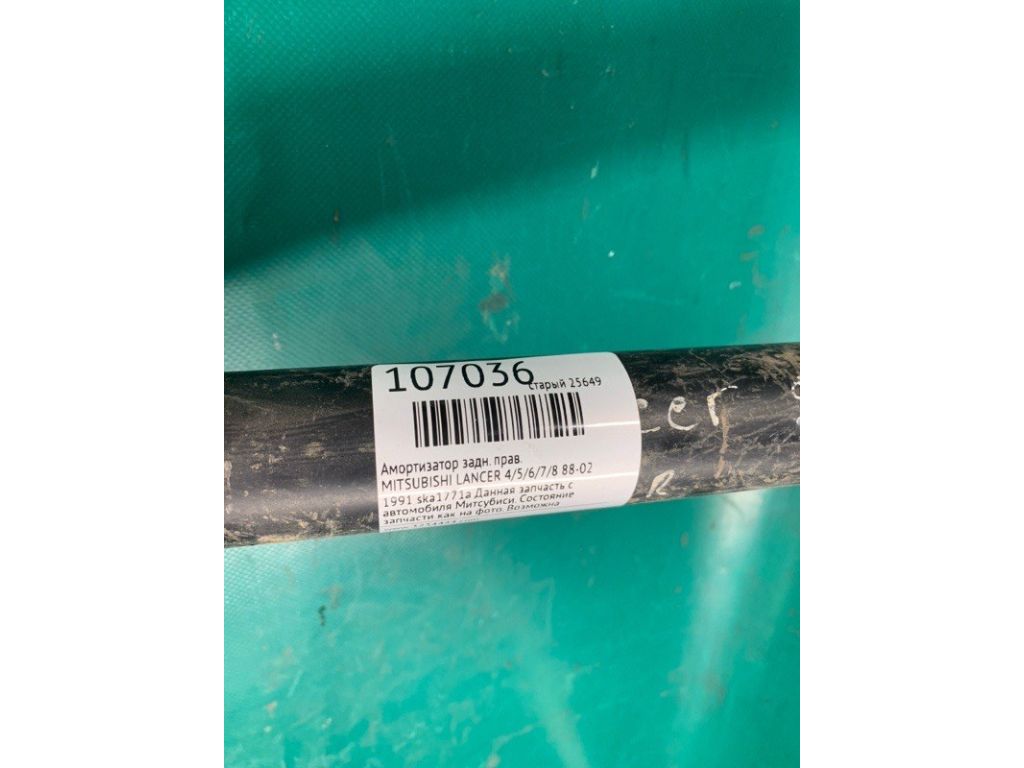 107036
Старый 25649
cer
R
Амортизатор задн. прав.
MITSUBISHI LANCER 4/5/6/7/8 88-02
1991 ska1771a Данная запчасть с
автомобиля Митсубиси. Состояние
запчасти как на фото. Возможна